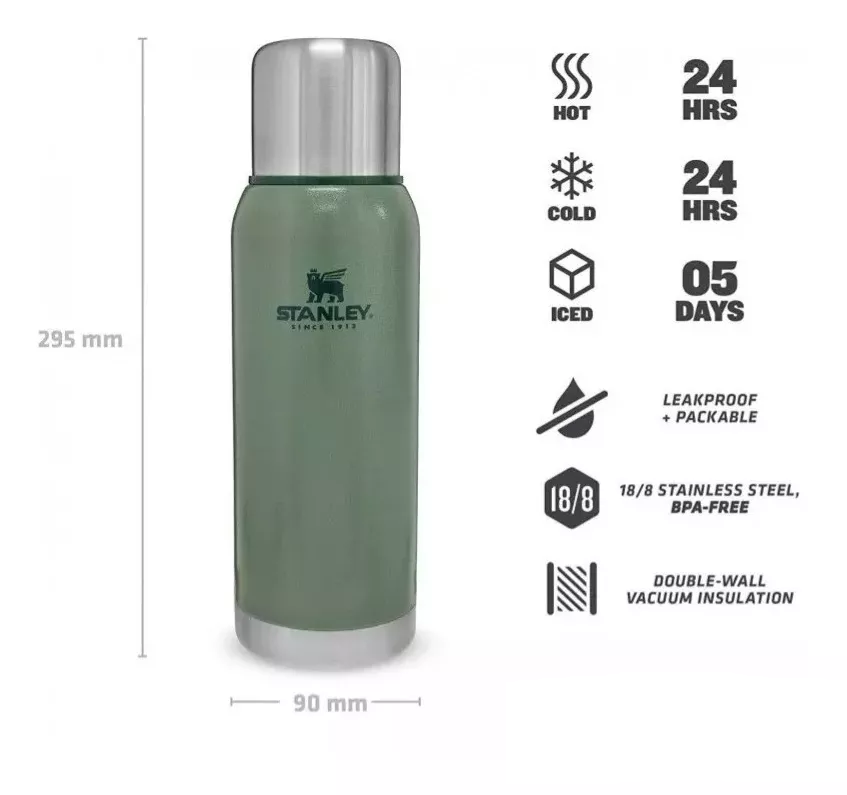 HOT
24
HRS
COLD
24
HRS
ICED
05
DAYS
STANLEY®
SINCE 1913
295 mm
LEAKPROOF
+ PACKABLE
18/8
18/8 STAINLESS STEEL,
BPA-FREE
DOUBLE-WALL
VACUUM INSULATION
90 mm